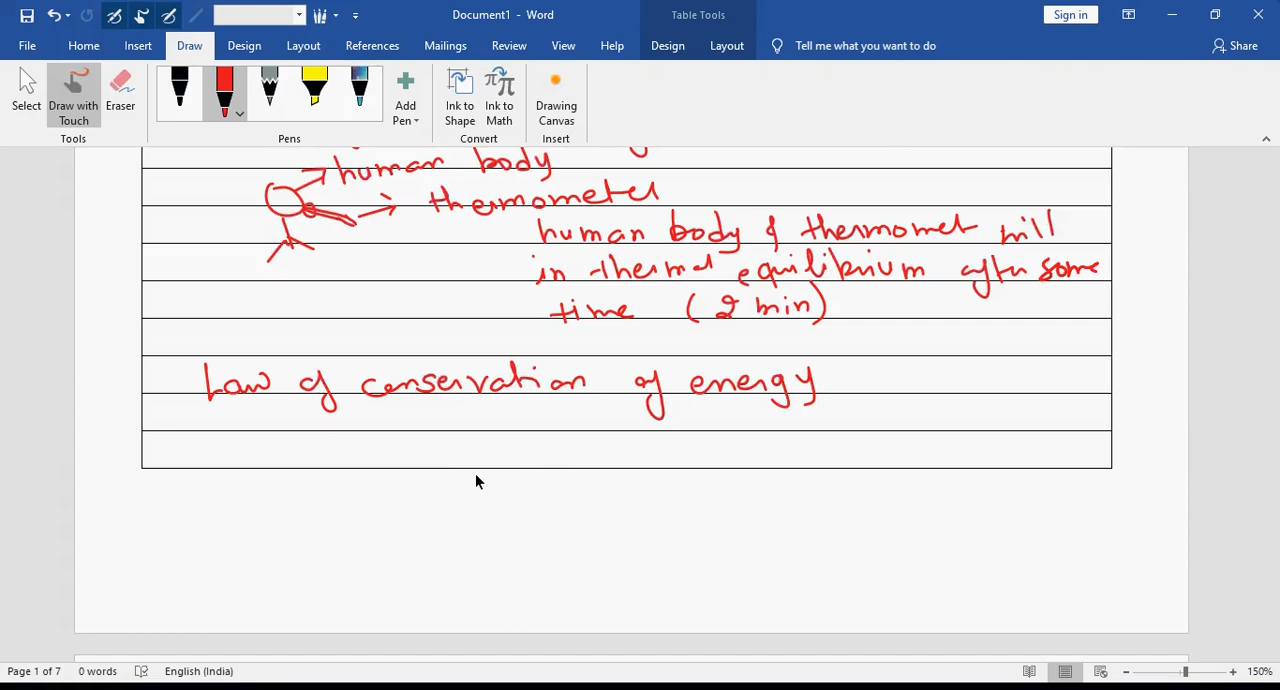 Document1 - Word
Table Tools
Sign in
File Home Insert Draw Design Layout References Mailings Review View Help Design Layout Tell me what you want to do Share
Select Draw with Touch Eraser Add Pen Ink to Shape Ink to Math Drawing Canvas
Tools Pens Convert Insert
human body
thermometer
human body & thermomet will
in thermal equilibrium after some
time (2 min)
Law of conservation of energy
Page 1 of 7 0 words English (India) 150%